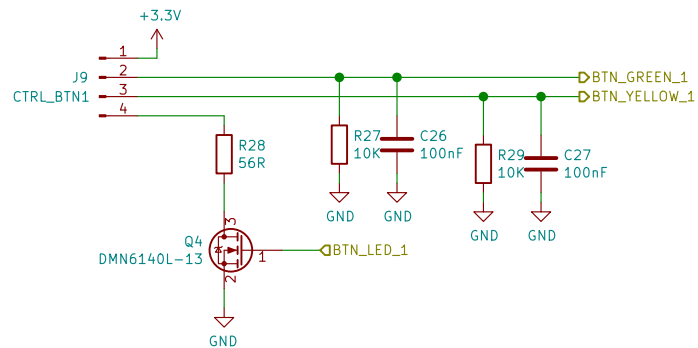 +3.3V
1
J9
2
BTN_GREEN_1
CTRL_BTN1
3
BTN_YELLOW_1
4
R28
56R
R27
10K
C26
100nF
R29
10K
C27
100nF
GND
GND
GND
GND
3
Q4
DMN6140L-13
1
BTN_LED_1
2
GND